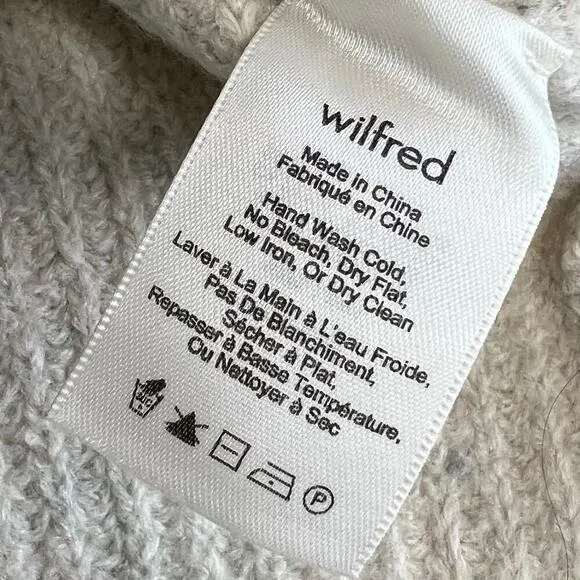 wilfred
Made in China
Fabriqué en Chine
Hand Wash Cold,
No Bleach, Dry Flat,
Low Iron, Or Dry Clean
Laver à La Main à L'eau Froide,
Pas De Blanchiment,
Sécher à Plat,
Repasser à Basse Température,
Ou Nettoyer à Sec
P